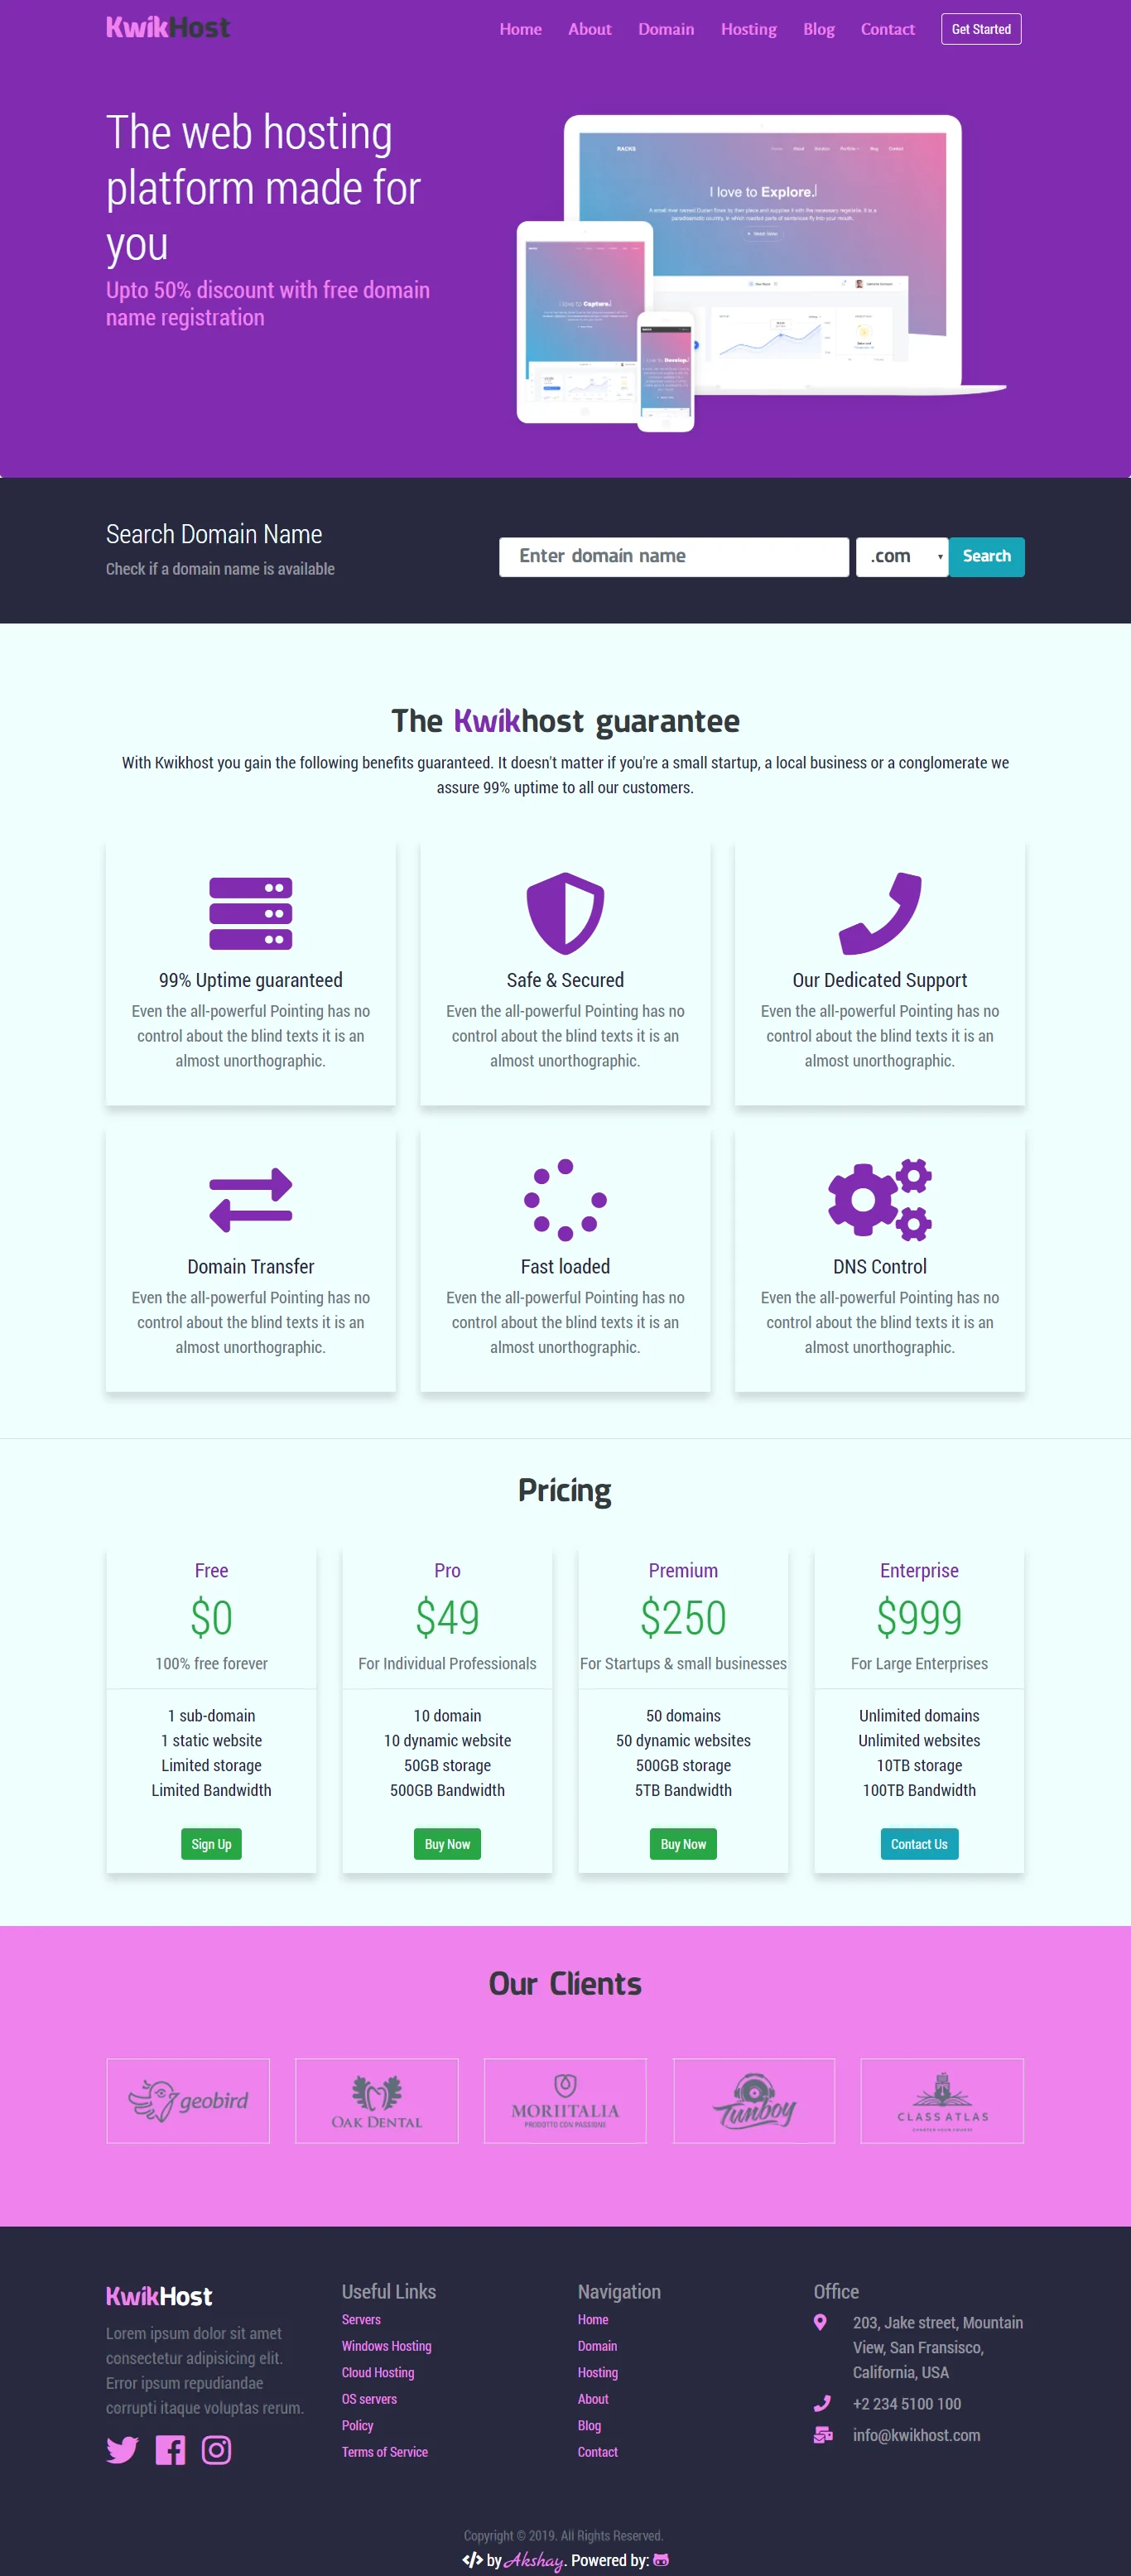 KwikHost
Home About Domain Hosting Blog Contact Get Started
The web hosting
platform made for
you
Upto 50% discount with free domain
name registration
RACKS
Home About Services Portfolio Blog Contact
I love to Explore.
I love to Capture.
I love to Develop.
Search Domain Name
Check if a domain name is available
Enter domain name .com Search
The Kwikhost guarantee
With Kwikhost you gain the following benefits guaranteed. It doesn't matter if you're a small startup, a local business or a conglomerate we
assure 99% uptime to all our customers.
99% Uptime guaranteed
Even the all-powerful Pointing has no
control about the blind texts it is an
almost unorthographic.
Safe & Secured
Even the all-powerful Pointing has no
control about the blind texts it is an
almost unorthographic.
Our Dedicated Support
Even the all-powerful Pointing has no
control about the blind texts it is an
almost unorthographic.
Domain Transfer
Even the all-powerful Pointing has no
control about the blind texts it is an
almost unorthographic.
Fast loaded
Even the all-powerful Pointing has no
control about the blind texts it is an
almost unorthographic.
DNS Control
Even the all-powerful Pointing has no
control about the blind texts it is an
almost unorthographic.
Pricing
Free
$0
100% free forever
1 sub-domain
1 static website
Limited storage
Limited Bandwidth
Sign Up
Pro
$49
For Individual Professionals
10 domain
10 dynamic website
50GB storage
500GB Bandwidth
Buy Now
Premium
$250
For Startups & small businesses
50 domains
50 dynamic websites
500GB storage
5TB Bandwidth
Buy Now
Enterprise
$999
For Large Enterprises
Unlimited domains
Unlimited websites
10TB storage
100TB Bandwidth
Contact Us
Our Clients
geobird
OAK DENTAL
MORIITALIA
PRODOTTO CON PASSIONE
Tunboy
CLASS ATLAS
CHARTER YOUR COURSE
KwikHost
Lorem ipsum dolor sit amet
consectetur adipisicing elit.
Error ipsum repudiandae
corrupti itaque voluptas rerum.
Useful Links
Servers
Windows Hosting
Cloud Hosting
OS servers
Policy
Terms of Service
Navigation
Home
Domain
Hosting
About
Blog
Contact
Office
203, Jake street, Mountain
View, San Fransisco,
California, USA
+2 234 5100 100
info@kwikhost.com
Copyright © 2019. All Rights Reserved.
by Akshay. Powered by: